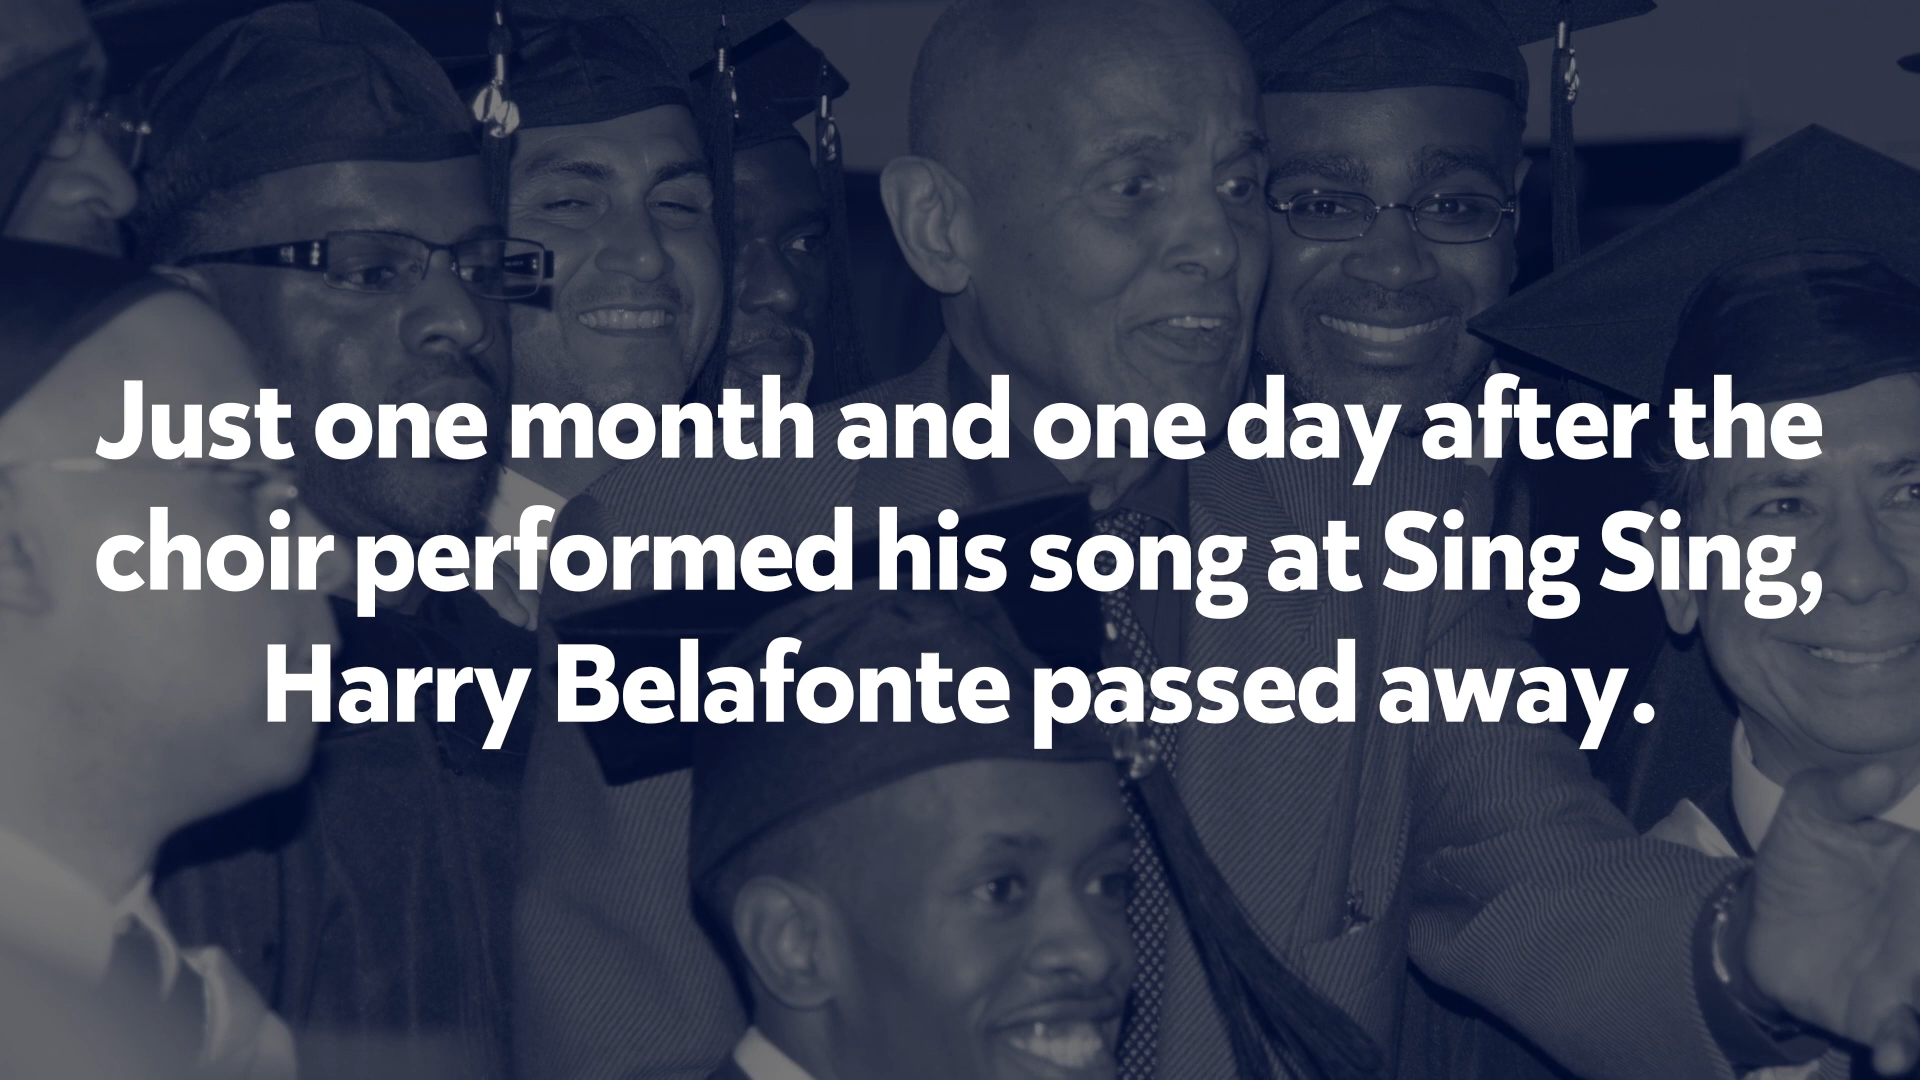 Just one month and one day after the
choir performed his song at Sing Sing,
Harry Belafonte passed away.